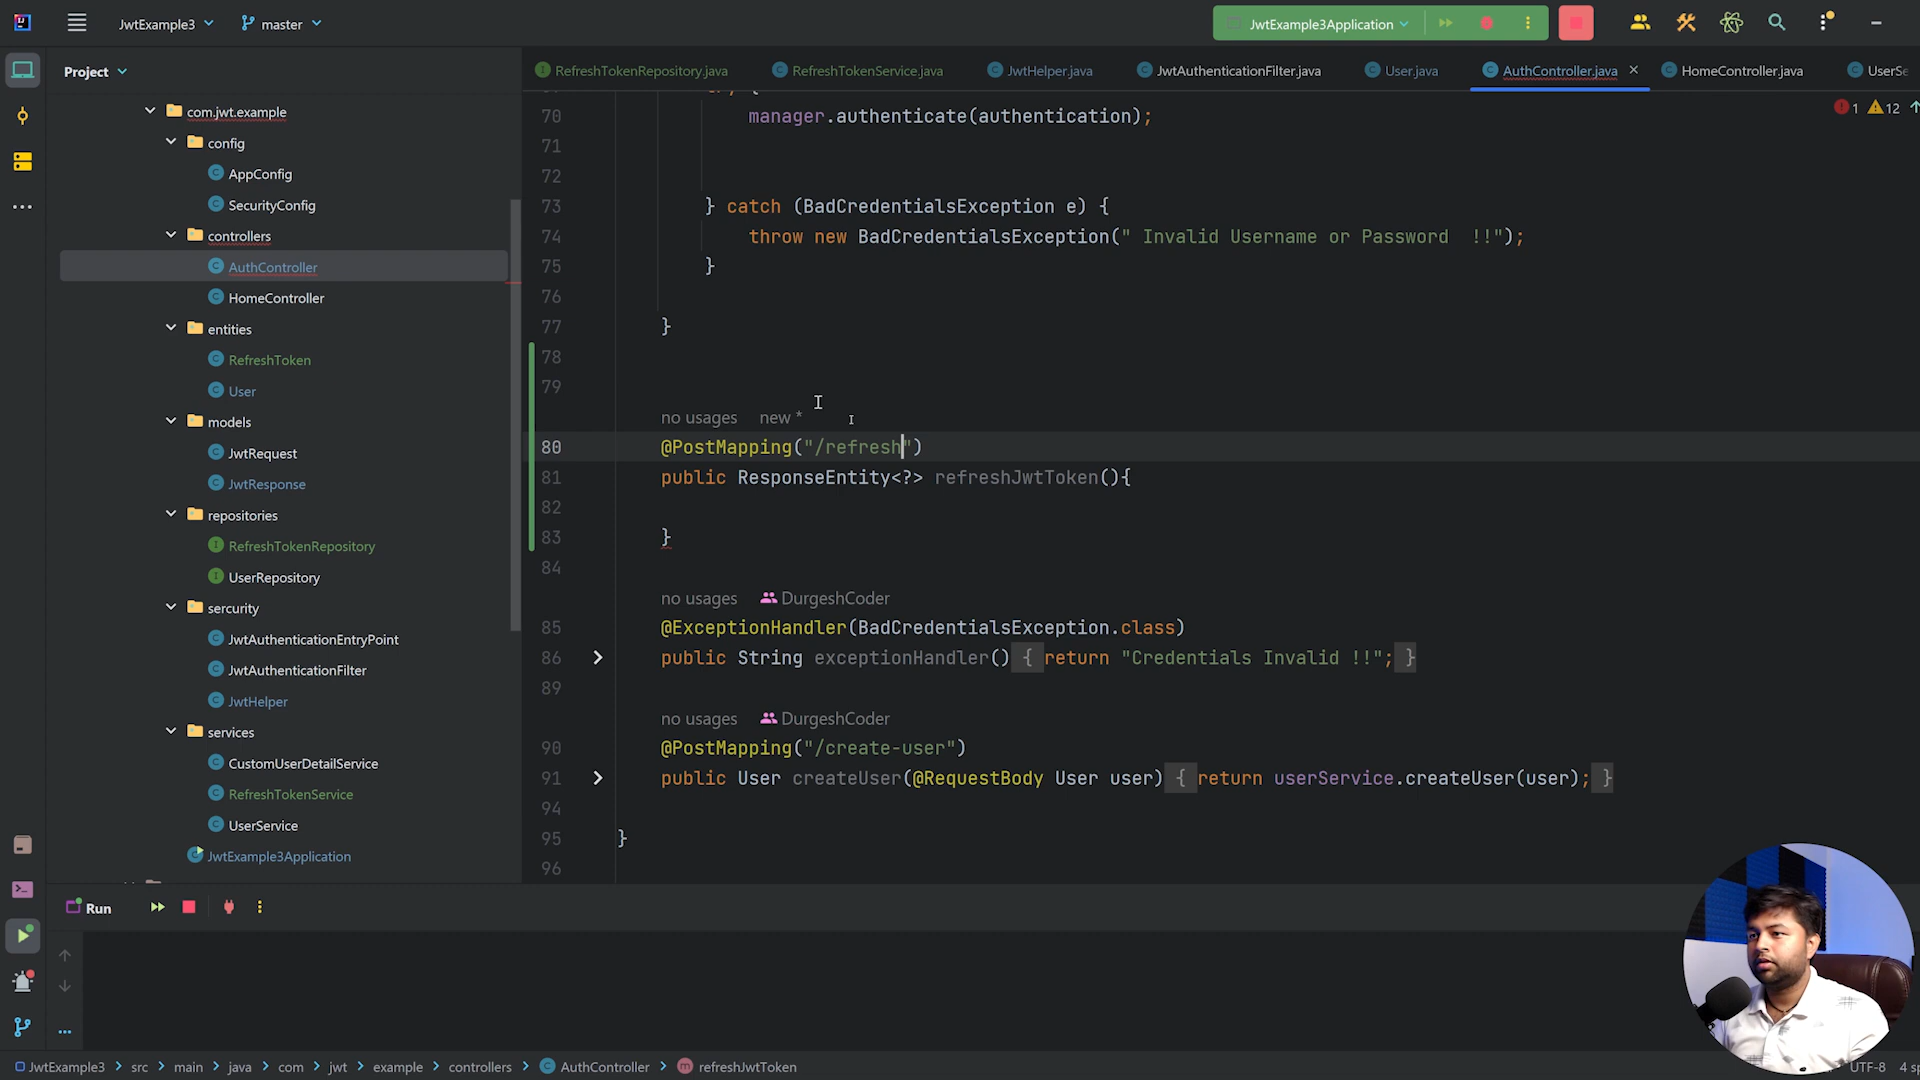 JwtExample3
master
JwtExample3Application
Project
RefreshTokenRepository.java
RefreshTokenService.java
JwtHelper.java
JwtAuthenticationFilter.java
User.java
AuthController.java
HomeController.java
UserSe
com.jwt.example
config
AppConfig
SecurityConfig
controllers
AuthController
HomeController
entities
RefreshToken
User
models
JwtRequest
JwtResponse
repositories
RefreshTokenRepository
UserRepository
sercurity
JwtAuthenticationEntryPoint
JwtAuthenticationFilter
JwtHelper
services
CustomUserDetailService
RefreshTokenService
UserService
JwtExample3Application
1 12
70 manager.authenticate(authentication);
71
72
73 } catch (BadCredentialsException e) {
74 throw new BadCredentialsException(" Invalid Username or Password  !!");
75 }
76
77 }
78
79
no usages new *
80 @PostMapping("/refresh")
81 public ResponseEntity<?> refreshJwtToken(){
82
83 }
84
no usages DurgeshCoder
85 @ExceptionHandler(BadCredentialsException.class)
86 public String exceptionHandler() { return "Credentials Invalid !!"; }
89
no usages DurgeshCoder
90 @PostMapping("/create-user")
91 public User createUser(@RequestBody User user) { return userService.createUser(user); }
94
95 }
96
Run
JwtExample3 > src > main > java > com > jwt > example > controllers > AuthController > refreshJwtToken
UTF-8 4 sp